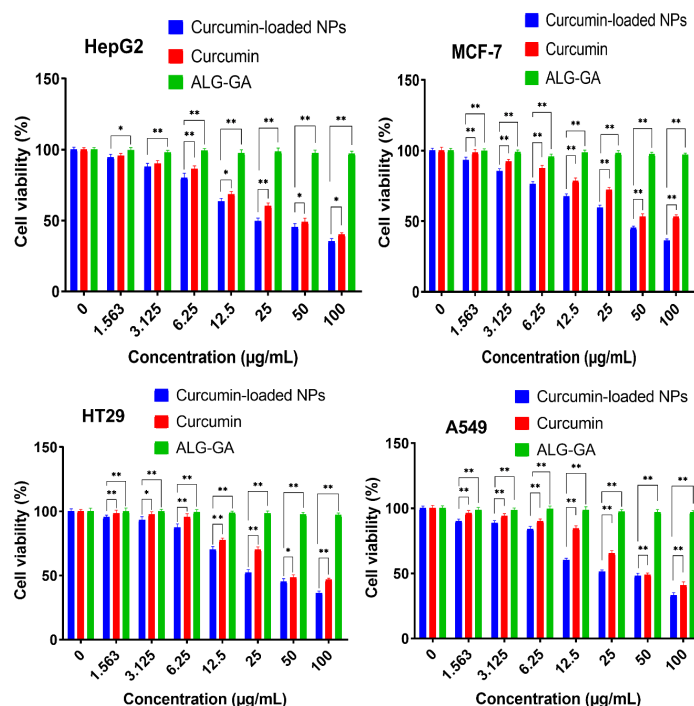 HepG2
Curcumin-loaded NPs
Curcumin
ALG-GA
Cell viability (%)
150
100
50
0
* ** ** ** ** ** **
** * ** * *
0 1.563 3.125 6.25 12.5 25 50 100
Concentration (µg/mL)
MCF-7
Curcumin-loaded NPs
Curcumin
ALG-GA
Cell viability (%)
150
100
50
0
** ** ** ** ** ** **
** ** ** ** ** ** **
0 1.563 3.125 6.25 12.5 25 50 100
Concentration (µg/mL)
HT29
Curcumin-loaded NPs
Curcumin
ALG-GA
Cell viability (%)
150
100
50
0
** ** ** ** ** ** **
** * ** ** ** * **
0 1.563 3.125 6.25 12.5 25 50 100
Concentration (µg/mL)
A549
Curcumin-loaded NPs
Curcumin
ALG-GA
Cell viability (%)
150
100
50
0
** ** ** ** ** ** **
** ** ** ** ** ** **
0 1.563 3.125 6.25 12.5 25 50 100
Concentration (µg/mL)